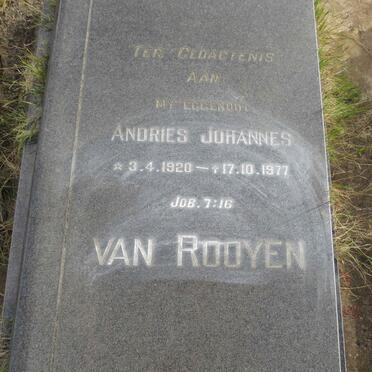 TER GEDAGTENIS
AAN
MY EGGENOOT
ANDRIES JOHANNES
☆ 3.4.1920 — ✝17.10.1977
JOB. 7:16
VAN ROOYEN